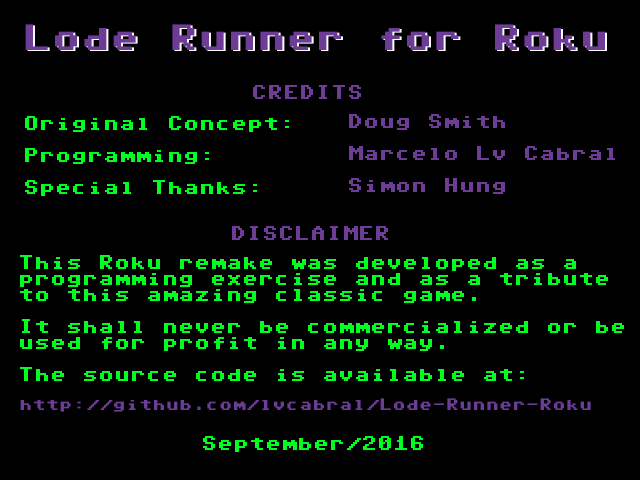 Lode Runner for Roku
CREDITS
Original Concept: Doug Smith
Programming: Marcelo Lv Cabral
Special Thanks: Simon Hung
DISCLAIMER
This Roku remake was developed as a
programming exercise and as a tribute
to this amazing classic game.
It shall never be commercialized or be
used for profit in any way.
The source code is available at:
http://github.com/lvcabral/Lode-Runner-Roku
September/2016